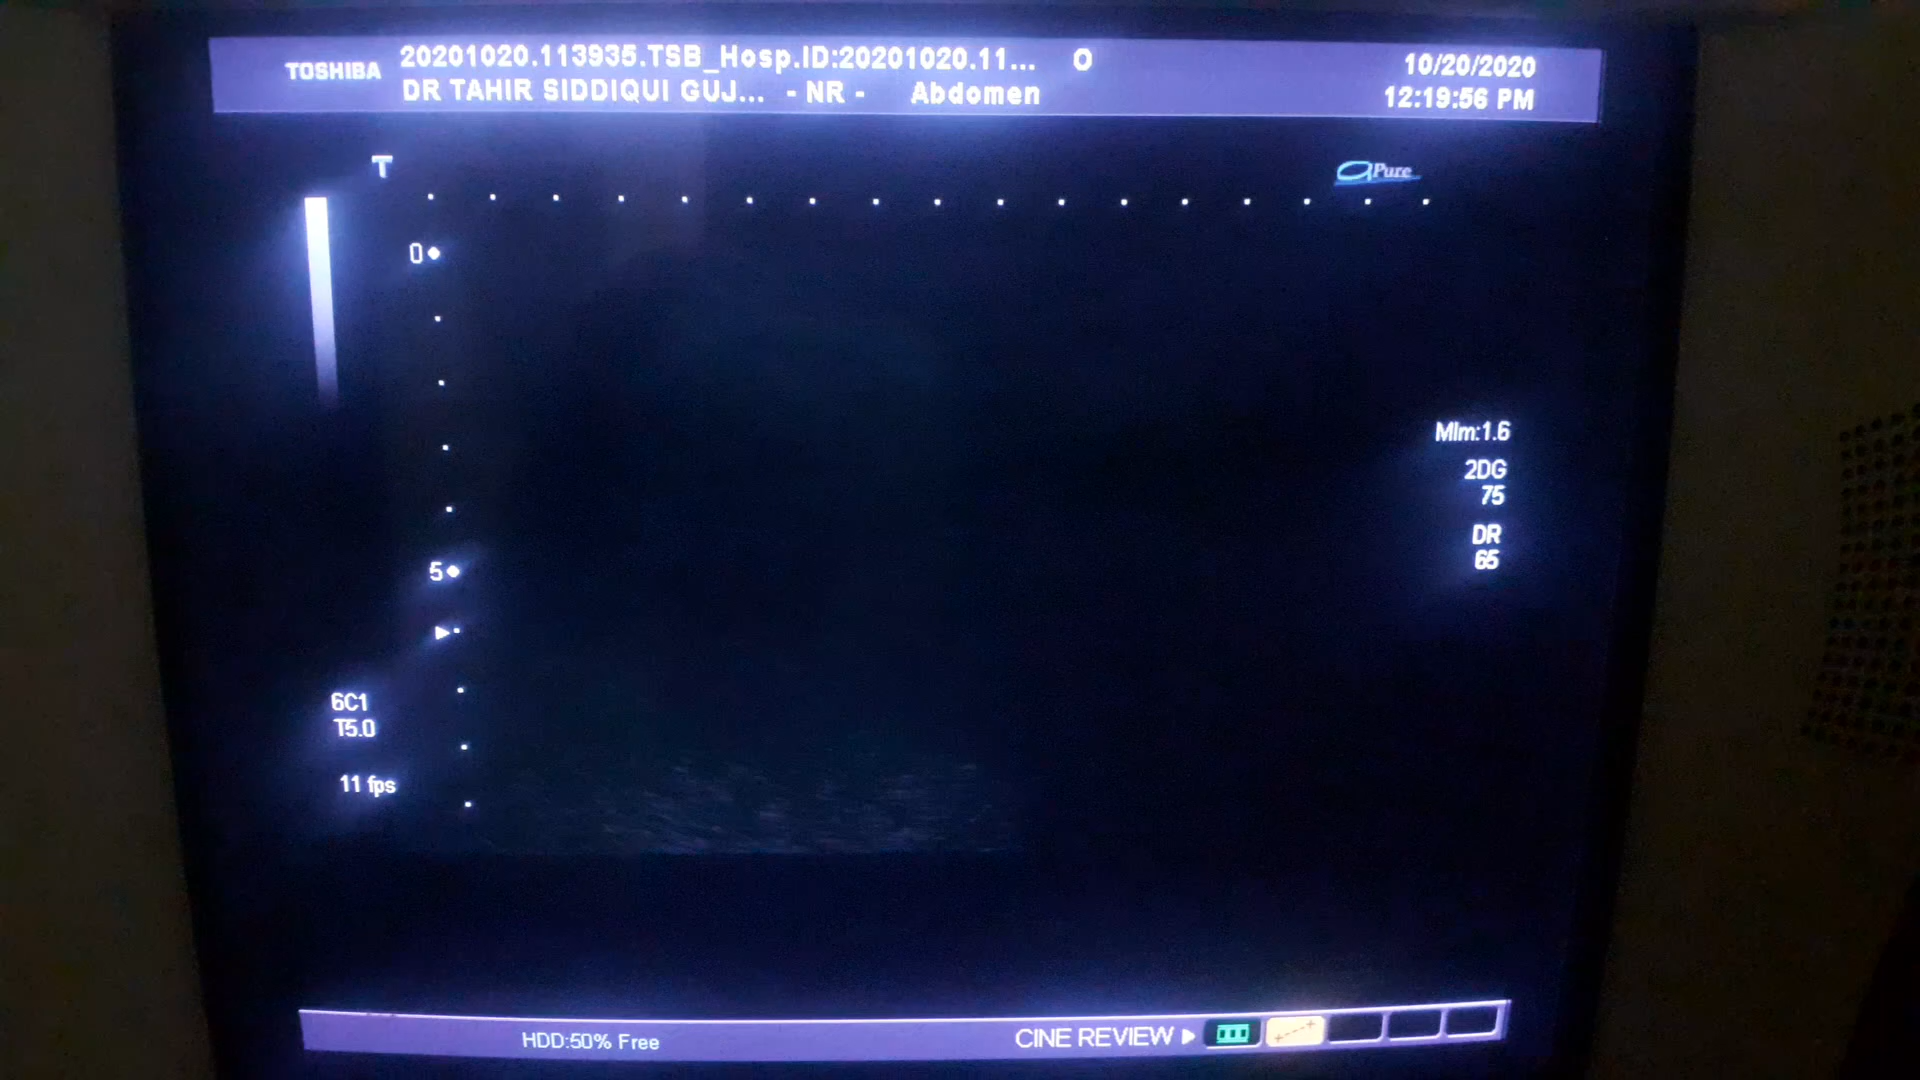 TOSHIBA
20201020.113935.TSB_Hosp.ID:20201020.11... O
DR TAHIR SIDDIQUI GUJ... - NR - Abdomen
10/20/2020
12:19:56 PM
T
aPure
0
5
MIm:1.6
2DG
75
DR
65
6C1
T5.0
11 fps
HDD:50% Free
CINE REVIEW